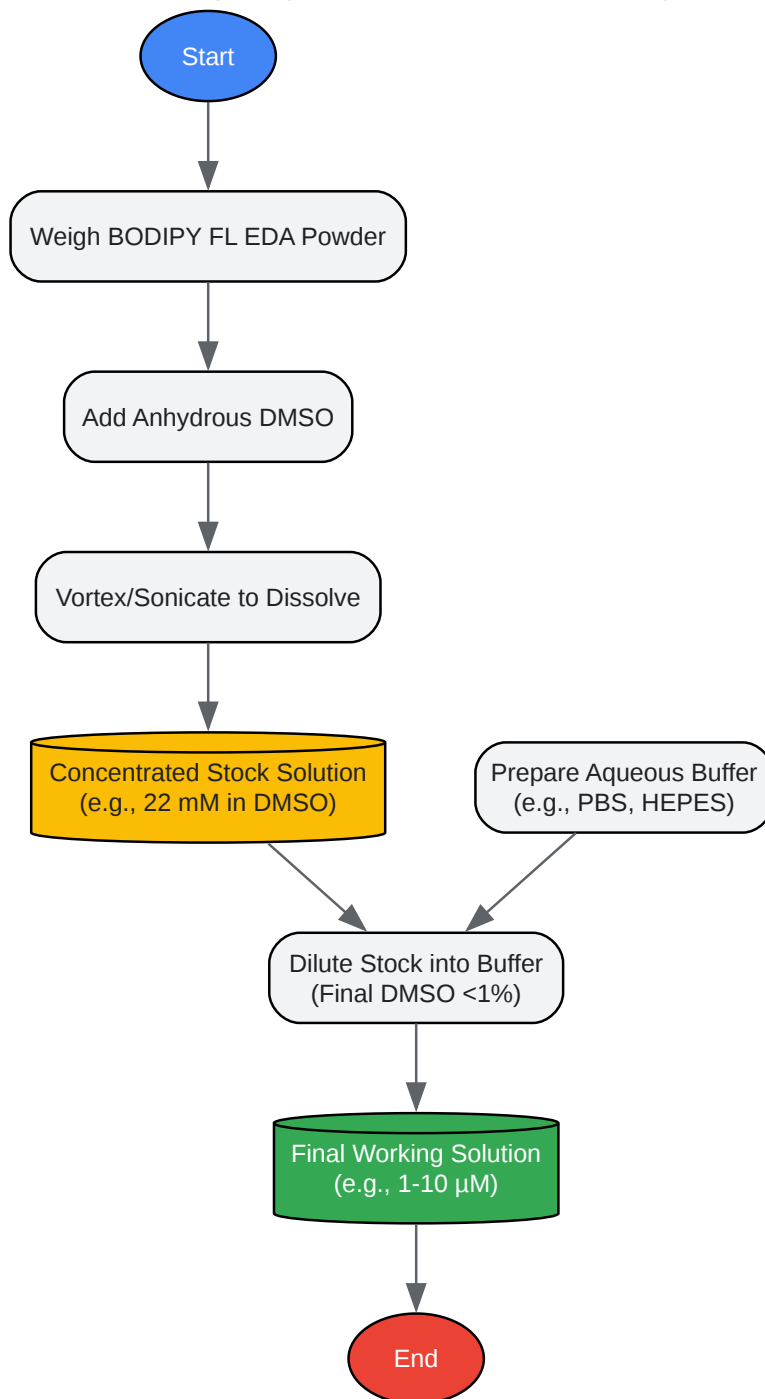 Start
Weigh BODIPY FL EDA Powder
Add Anhydrous DMSO
Vortex/Sonicate to Dissolve
Concentrated Stock Solution
(e.g., 22 mM in DMSO)
Prepare Aqueous Buffer
(e.g., PBS, HEPES)
Dilute Stock into Buffer
(Final DMSO <1%)
Final Working Solution
(e.g., 1-10 µM)
End